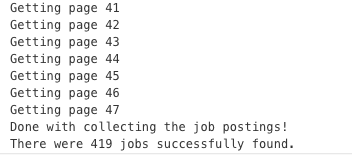 Getting page 41
Getting page 42
Getting page 43
Getting page 44
Getting page 45
Getting page 46
Getting page 47
Done with collecting the job postings!
There were 419 jobs successfully found.